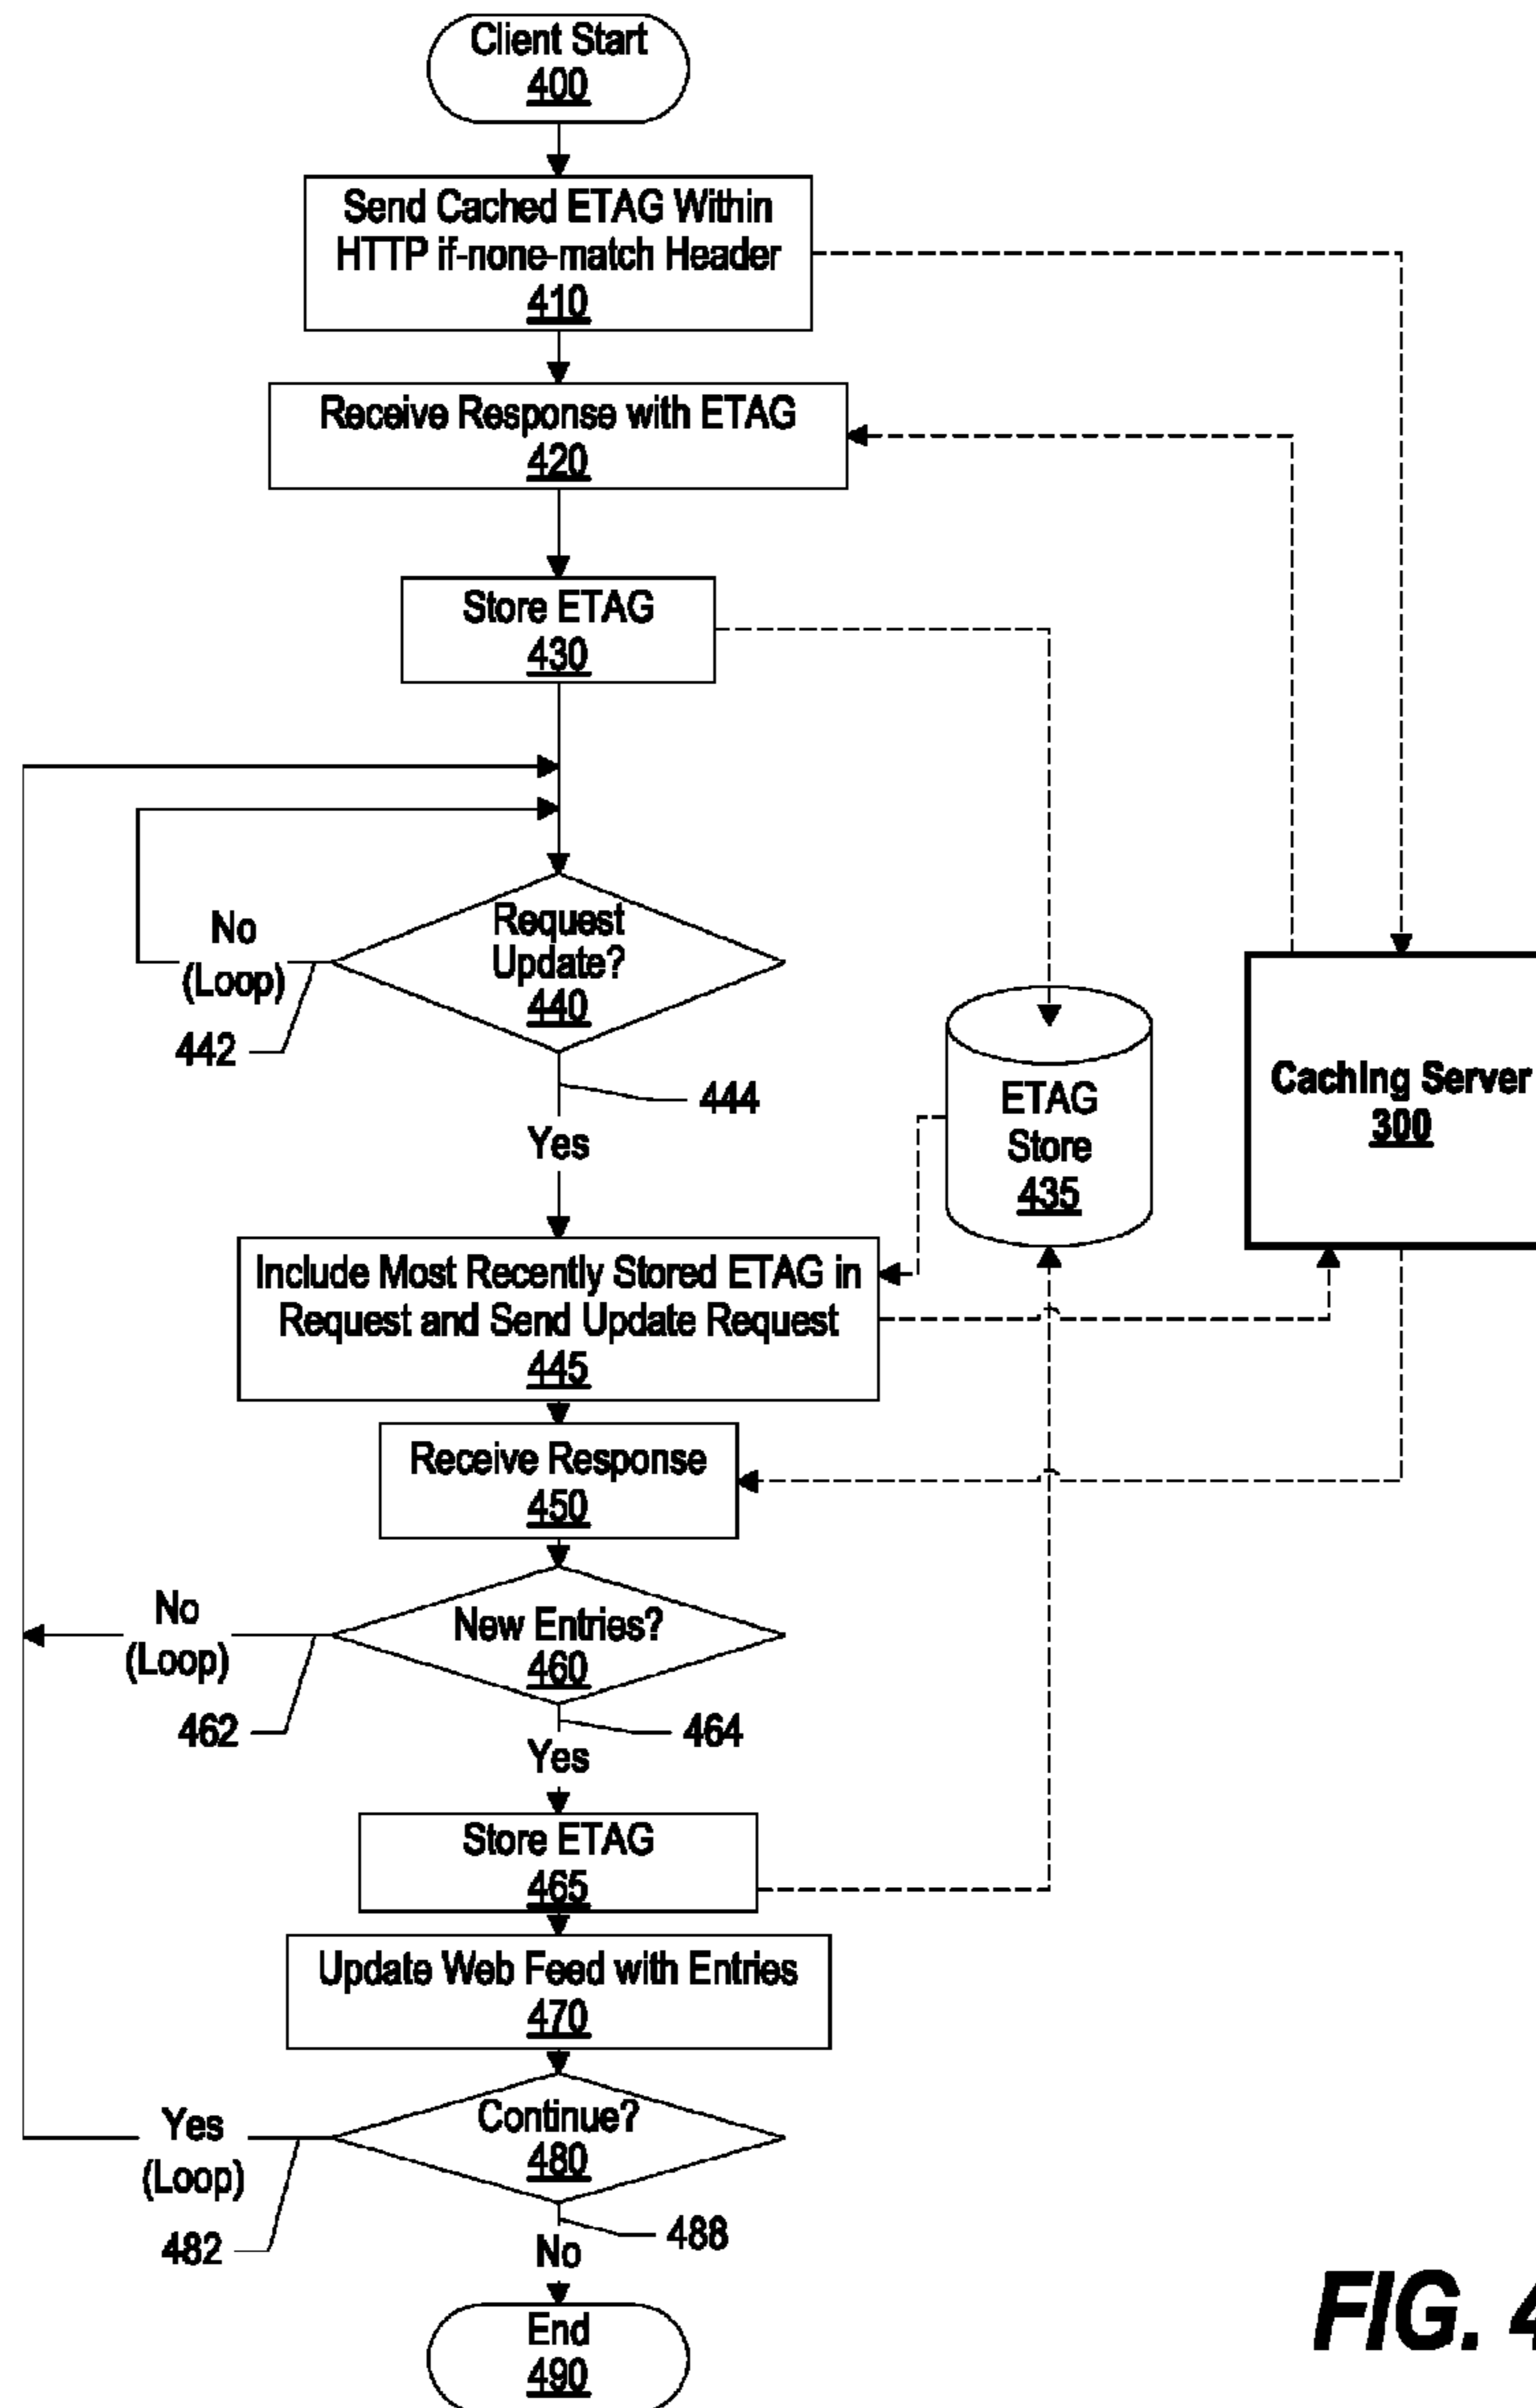 Client Start
400
Send Cached ETAG Within
HTTP if-none-match Header
410
Receive Response with ETAG
420
Store ETAG
430
No
(Loop)
442
Request
Update?
440
444
Yes
ETAG
Store
435
Caching Server
300
Include Most Recently Stored ETAG in
Request and Send Update Request
445
Receive Response
450
No
(Loop)
462
New Entries?
460
464
Yes
Store ETAG
465
Update Web Feed with Entries
470
Yes
(Loop)
482
Continue?
480
488
No
End
490
FIG. 4